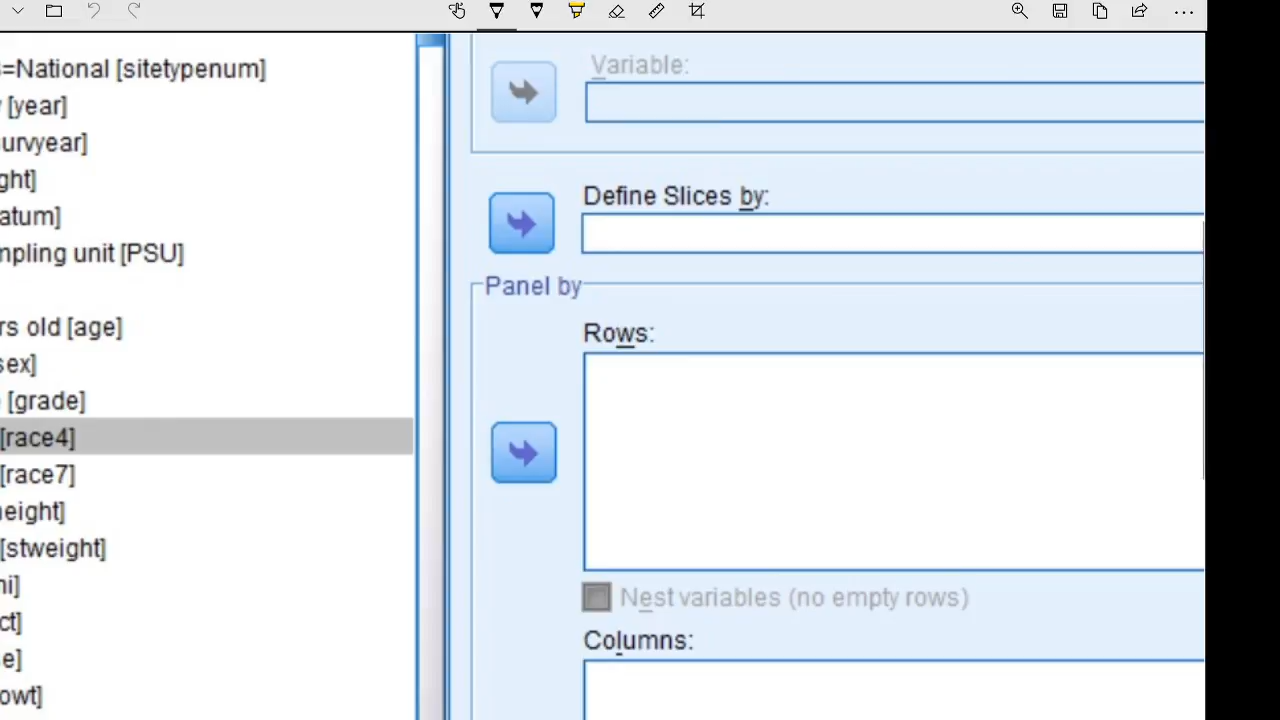 =National [sitetypenum]
[year]
urvyear]
ght]
atum]
mpling unit [PSU]
rs old [age]
sex]
[grade]
[race4]
[race7]
height]
[stweight]
ni]
ct]
e]
owt]
Variable:
Define Slices by:
Panel by
Rows:
Nest variables (no empty rows)
Columns: